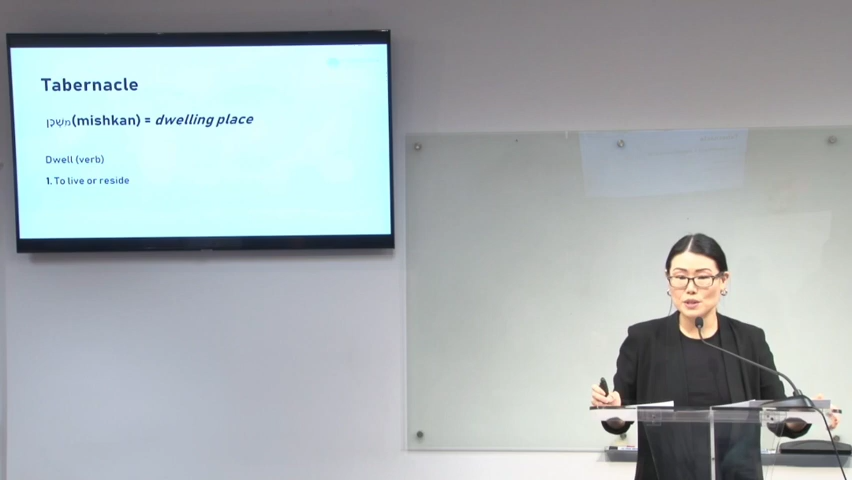 Tabernacle
משכן(mishkan) = dwelling place
Dwell (verb)
1. To live or reside